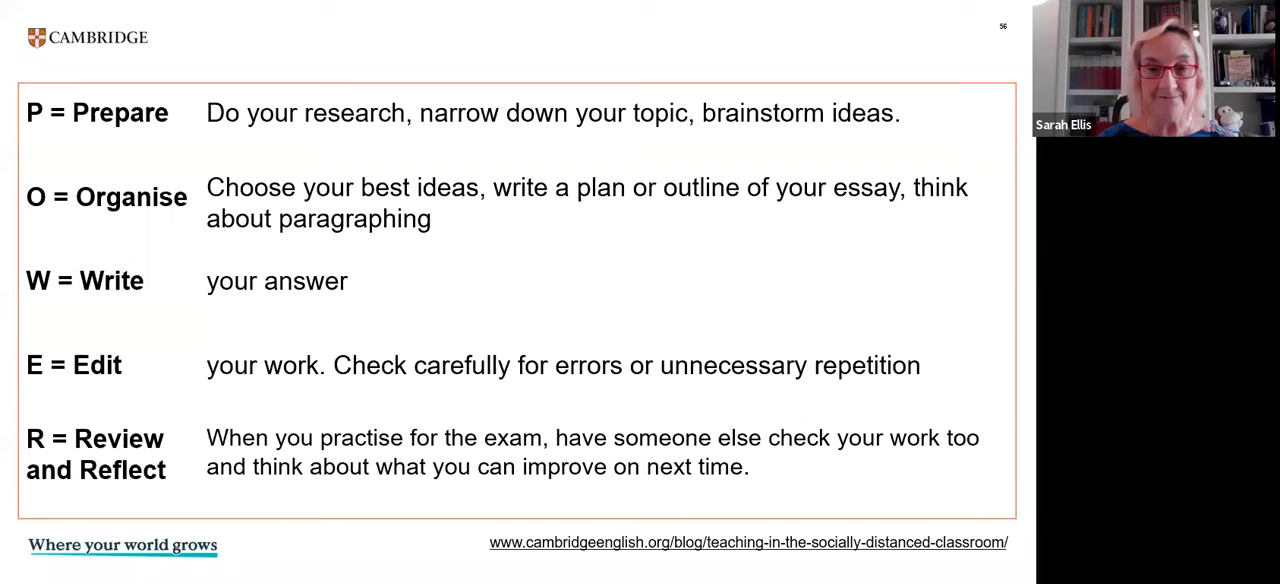 CAMBRIDGE
56
P = Prepare
Do your research, narrow down your topic, brainstorm ideas.
O = Organise
Choose your best ideas, write a plan or outline of your essay, think
about paragraphing
W = Write
your answer
E = Edit
your work. Check carefully for errors or unnecessary repetition
R = Review
and Reflect
When you practise for the exam, have someone else check your work too
and think about what you can improve on next time.
Where your world grows
www.cambridgeenglish.org/blog/teaching-in-the-socially-distanced-classroom/
Sarah Ellis